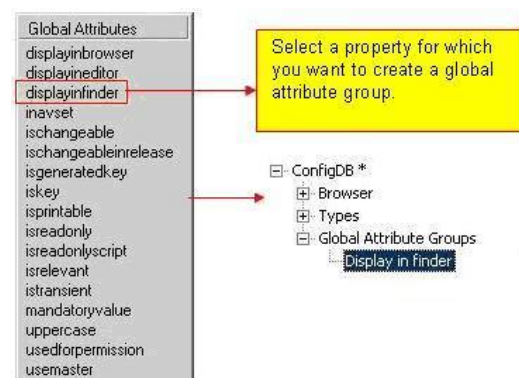 Global Attributes
displayinbrowser
displayineditor
displayinfinder
inavset
ischangeable
ischangeableinrelease
isgeneratedkey
iskey
isprintable
isreadonly
isreadonlyscript
isrelevant
istransient
mandatoryvalue
uppercase
usedforpermission
usemaster
Select a property for which
you want to create a global
attribute group.
ConfigDB *
Browser
Types
Global Attribute Groups
Display in finder